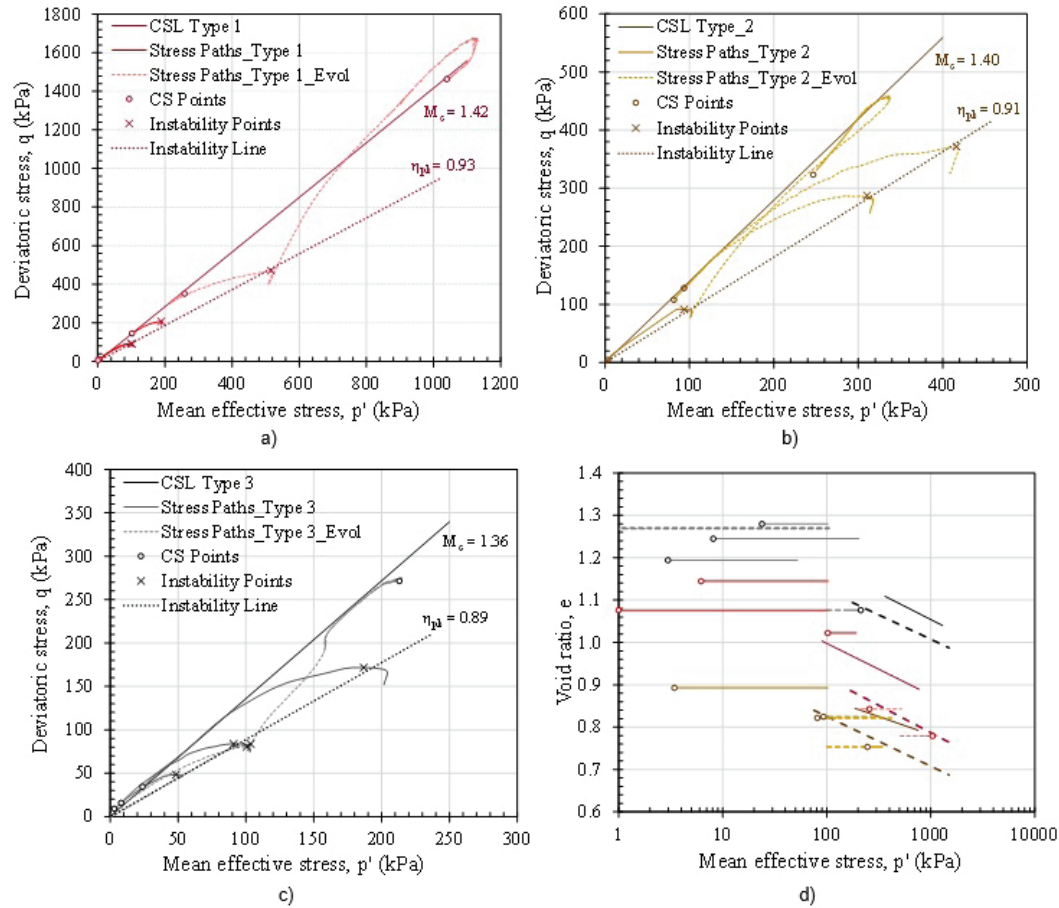 1800
1600
1400
1200
1000
800
600
400
200
0
Deviatoric stress, q (kPa)
CSL Type 1
Stress Paths_Type 1
Stress Paths_Type 1_Evol
CS Points
Instability Points
Instability Line
M_c = 1.42
η_pl = 0.93
0 200 400 600 800 1000 1200
Mean effective stress, p' (kPa)
a)
600
500
400
300
200
100
0
Deviatoric stress, q (kPa)
CSL Type_2
Stress Paths_Type 2
Stress Paths_Type 2_Evol
CS Points
Instability Points
Instability Line
M_c = 1.40
η_pl = 0.91
0 100 200 300 400 500
Mean effective stress, p' (kPa)
b)
400
350
300
250
200
150
100
50
0
Deviatoric stress, q (kPa)
CSL Type 3
Stress Paths_Type 3
Stress Paths_Type 3_Evol
CS Points
Instability Points
Instability Line
M_c = 1.36
η_pl = 0.89
0 50 100 150 200 250 300
Mean effective stress, p' (kPa)
c)
1.4
1.3
1.2
1.1
1.0
0.9
0.8
0.7
0.6
Void ratio, e
1 10 100 1000 10000
Mean effective stress, p' (kPa)
d)